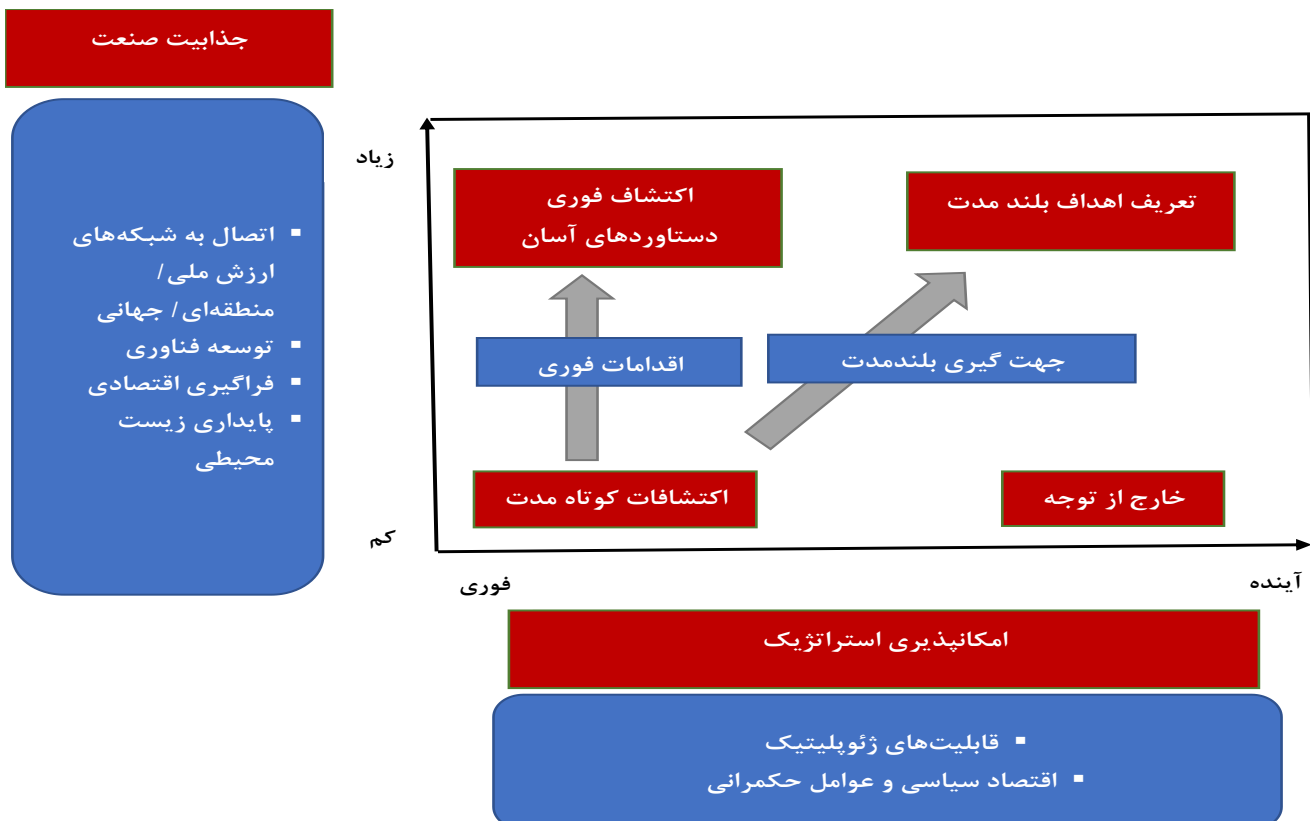 جذابیت صنعت
اتصال به شبکه‌های
ارزش ملی/
منطقه‌ای/ جهانی
توسعه فناوری
فراگیری اقتصادی
پایداری زیست
محیطی
زیاد
اکتشاف فوری
دستاوردهای آسان
تعریف اهداف بلند مدت
اقدامات فوری
جهت گیری بلندمدت
اکتشافات کوتاه مدت
خارج از توجه
کم
فوری
آینده
امکانپذیری استراتژیک
قابلیت‌های ژئوپلیتیک
اقتصاد سیاسی و عوامل حکمرانی